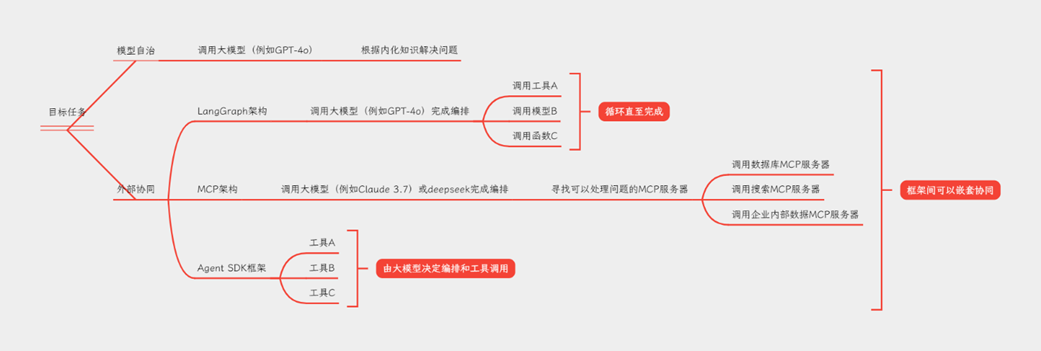 目标任务
模型自治
调用大模型（例如GPT-4o）
根据内化知识解决问题
外部协同
LangGraph架构
调用大模型（例如GPT-4o）完成编排
调用工具A
调用模型B
调用函数C
循环直至完成
MCP架构
调用大模型（例如Claude 3.7）或deepseek完成编排
寻找可以处理问题的MCP服务器
调用数据库MCP服务器
调用搜索MCP服务器
调用企业内部数据MCP服务器
Agent SDK框架
工具A
工具B
工具C
由大模型决定编排和工具调用
框架间可以嵌套协同